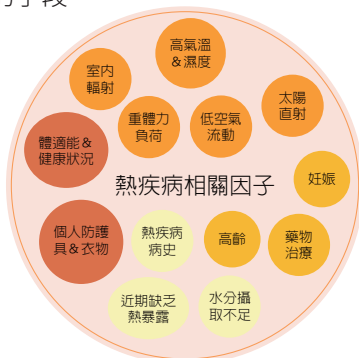 高氣溫
&濕度
室內
輻射
太陽
直射
重體力
負荷
低空氣
流動
體適能&
健康狀況
熱疾病相關因子
妊娠
個人防護
具&衣物
熱疾病
病史
高齡
藥物
治療
近期缺乏
熱暴露
水分攝
取不足